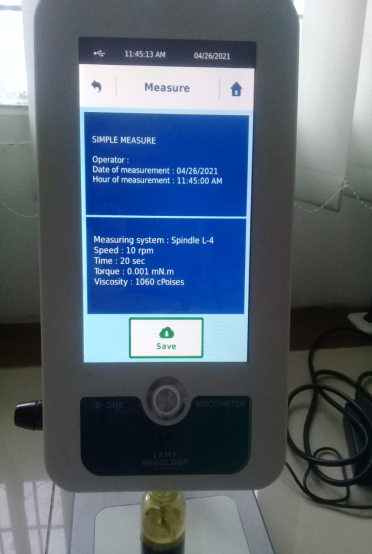 11:45:13 AM 04/26/2021
Measure
SIMPLE MEASURE
Operator :
Date of measurement : 04/26/2021
Hour of measurement : 11:45:00 AM
Measuring system : Spindle L-4
Speed : 10 rpm
Time : 20 sec
Torque : 0.001 mN.m
Viscosity : 1060 cPoises
Save
B-ONE VISCOMETER
LAMY
RHEOLOGY